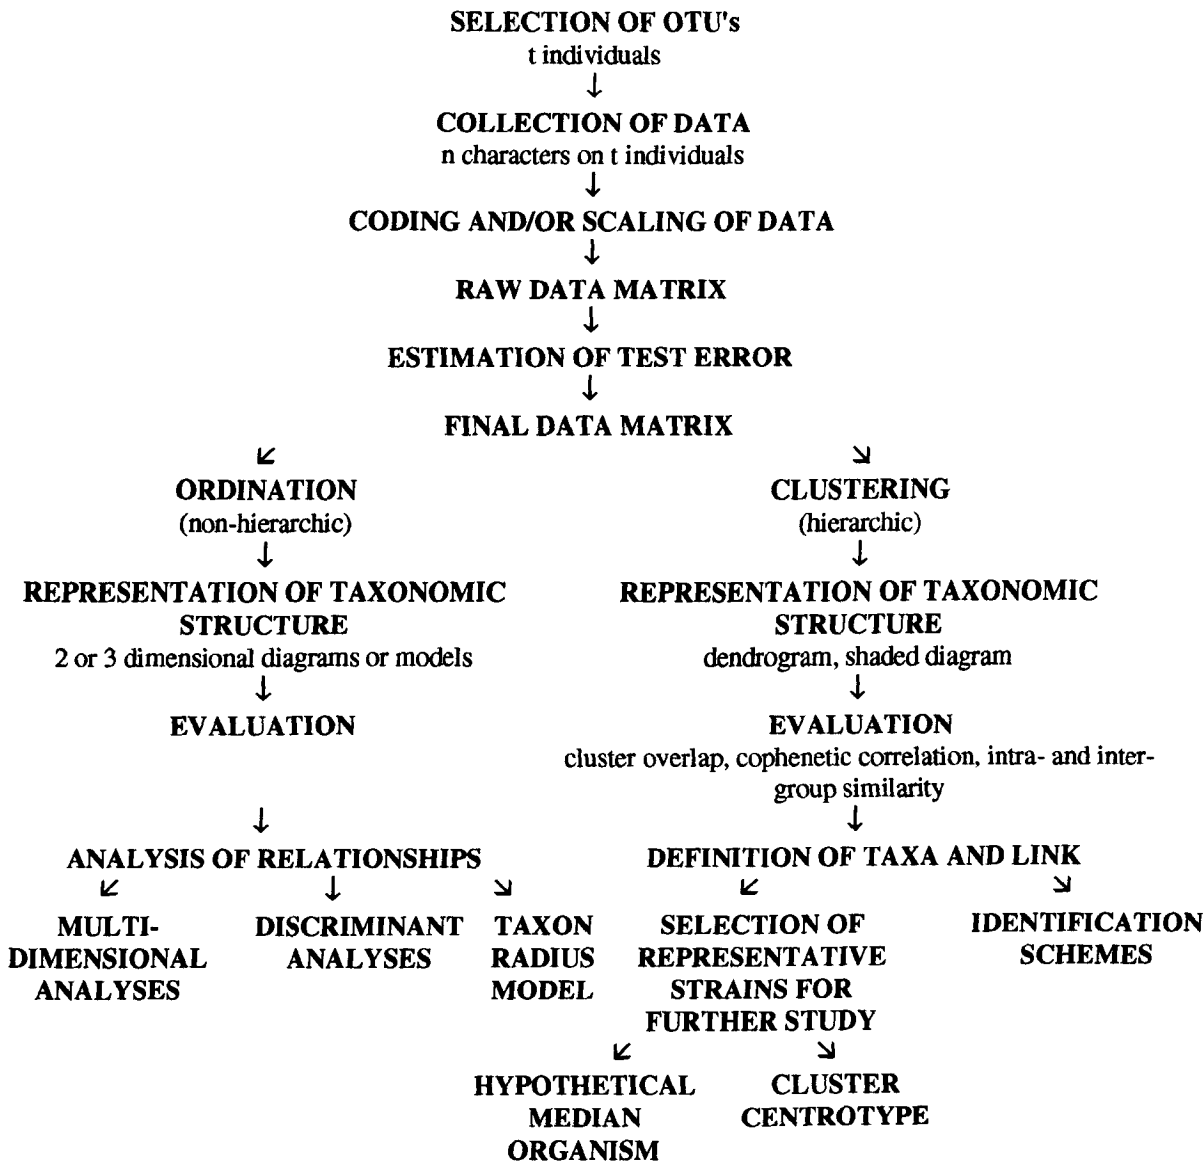 SELECTION OF OTU's
t individuals
↓
COLLECTION OF DATA
n characters on t individuals
↓
CODING AND/OR SCALING OF DATA
↓
RAW DATA MATRIX
↓
ESTIMATION OF TEST ERROR
↓
FINAL DATA MATRIX
↙ ↘
ORDINATION
(non-hierarchic)
↓
REPRESENTATION OF TAXONOMIC
STRUCTURE
2 or 3 dimensional diagrams or models
↓
EVALUATION
↓
ANALYSIS OF RELATIONSHIPS
↙ ↓ ↘
MULTI-
DIMENSIONAL
ANALYSES
DISCRIMINANT
ANALYSES
TAXON
RADIUS
MODEL
CLUSTERING
(hierarchic)
↓
REPRESENTATION OF TAXONOMIC
STRUCTURE
dendrogram, shaded diagram
↓
EVALUATION
cluster overlap, cophenetic correlation, intra- and inter-
group similarity
↓
DEFINITION OF TAXA AND LINK
↙ ↘
SELECTION OF
REPRESENTATIVE
STRAINS FOR
FURTHER STUDY
↙ ↘
HYPOTHETICAL
MEDIAN
ORGANISM
CLUSTER
CENTROTYPE
IDENTIFICATION
SCHEMES